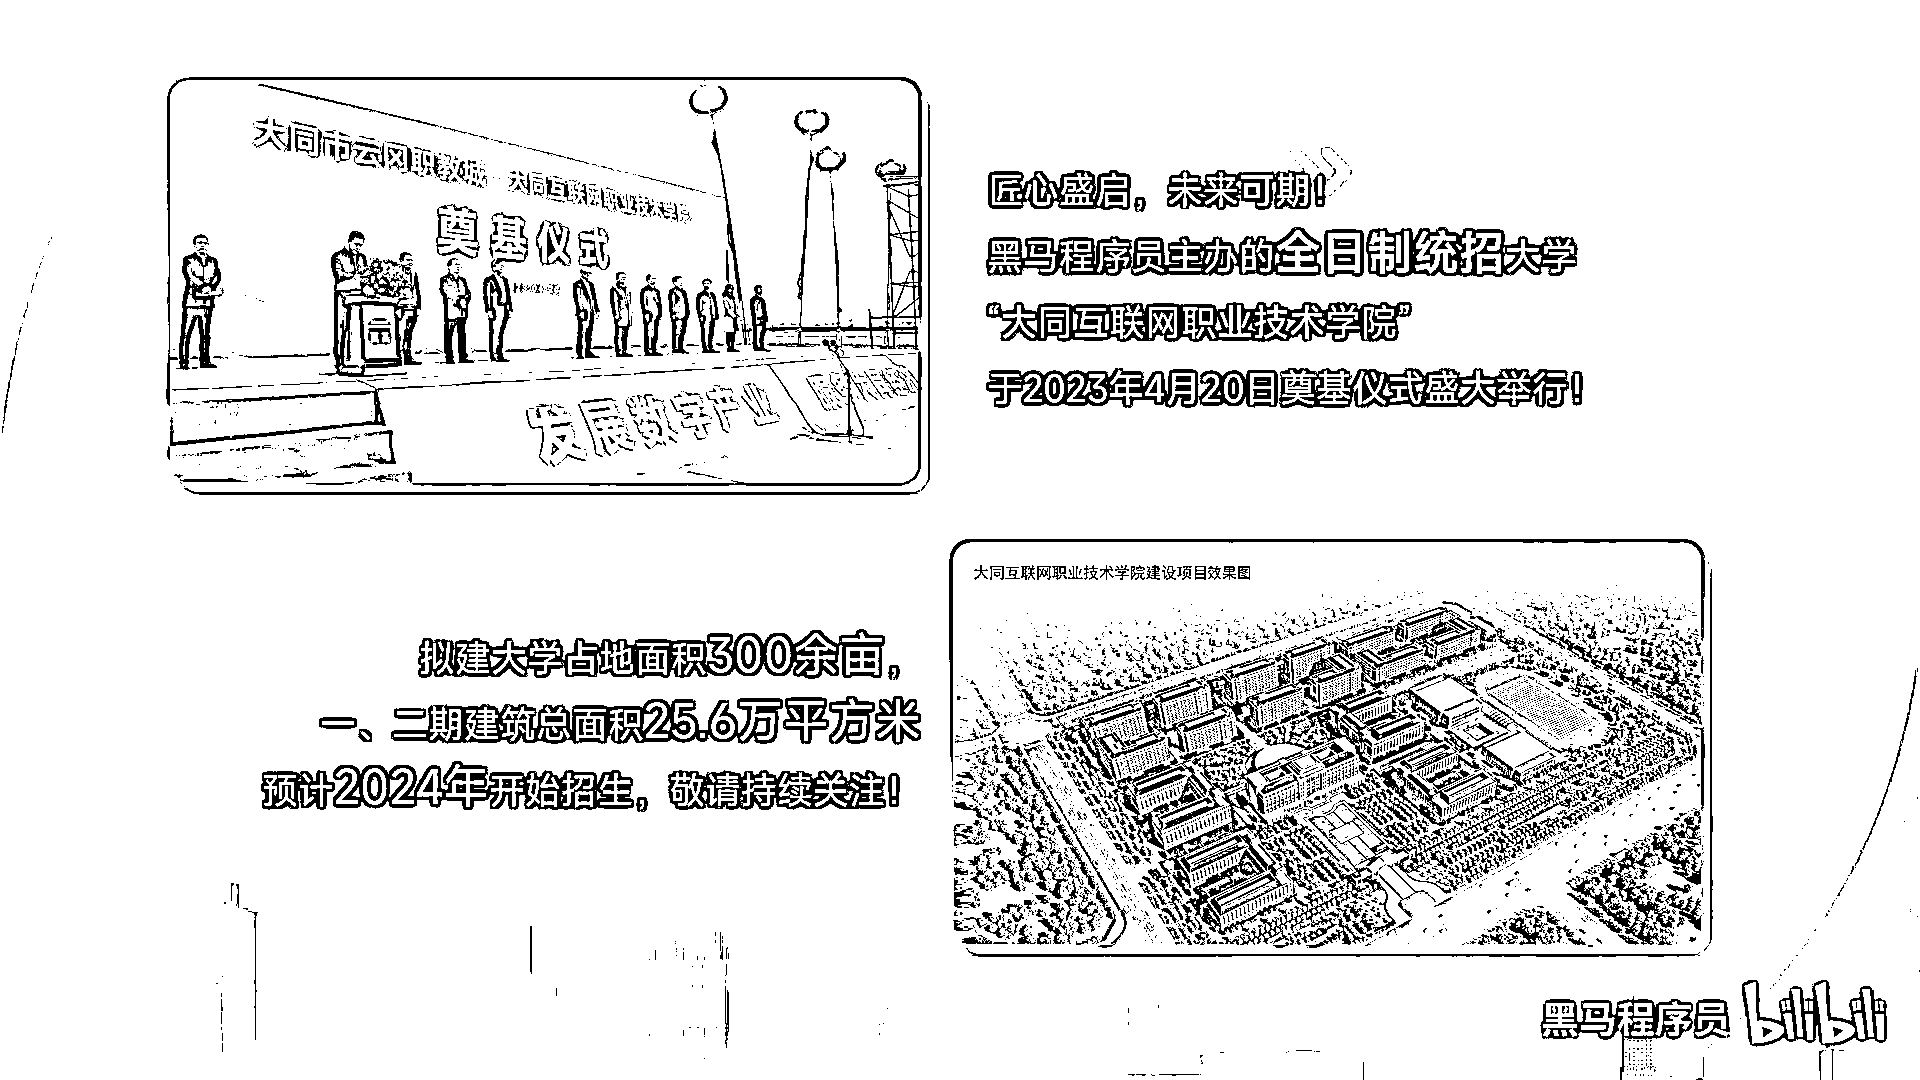 大同市云冈职教城 大同互联网职业技术学院
奠基仪式
发展数字产业
匠心盛启，未来可期！
黑马程序员主办的全日制统招大学
“大同互联网职业技术学院”
于2023年4月20日奠基仪式盛大举行！
大同互联网职业技术学院建设项目效果图
拟建大学占地面积300余亩，
一、二期建筑总面积25.6万平方米
预计2024年开始招生，敬请持续关注！
黑马程序员 bilibili